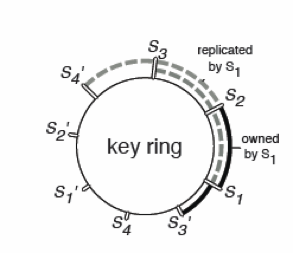 S3
replicated
by S1
S4'
S2
S2'
key ring
owned
by S1
S1'
S1
S4
S3'